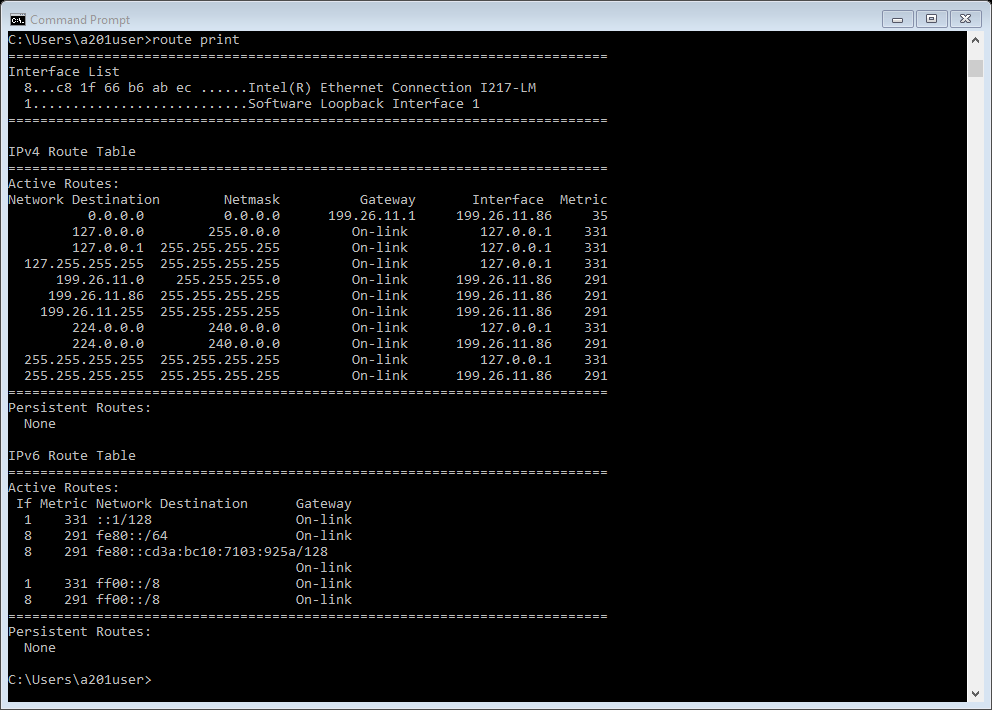 Command Prompt
C:\Users\a201user>route print
===========================================================================
Interface List
  8...c8 1f 66 b6 ab ec ......Intel(R) Ethernet Connection I217-LM
  1...........................Software Loopback Interface 1
===========================================================================

IPv4 Route Table
===========================================================================
Active Routes:
Network Destination        Netmask          Gateway       Interface  Metric
          0.0.0.0          0.0.0.0      199.26.11.1     199.26.11.86     35
        127.0.0.0        255.0.0.0         On-link         127.0.0.1    331
        127.0.0.1  255.255.255.255         On-link         127.0.0.1    331
  127.255.255.255  255.255.255.255         On-link         127.0.0.1    331
      199.26.11.0    255.255.255.0         On-link      199.26.11.86    291
     199.26.11.86  255.255.255.255         On-link      199.26.11.86    291
    199.26.11.255  255.255.255.255         On-link      199.26.11.86    291
        224.0.0.0        240.0.0.0         On-link         127.0.0.1    331
        224.0.0.0        240.0.0.0         On-link      199.26.11.86    291
  255.255.255.255  255.255.255.255         On-link         127.0.0.1    331
  255.255.255.255  255.255.255.255         On-link      199.26.11.86    291
===========================================================================
Persistent Routes:
  None

IPv6 Route Table
===========================================================================
Active Routes:
 If Metric Network Destination      Gateway
  1    331 ::1/128                  On-link
  8    291 fe80::/64                On-link
  8    291 fe80::cd3a:bc10:7103:925a/128
                                    On-link
  1    331 ff00::/8                 On-link
  8    291 ff00::/8                 On-link
===========================================================================
Persistent Routes:
  None

C:\Users\a201user>